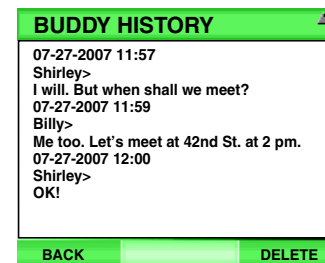 BUDDY HISTORY
07-27-2007 11:57
Shirley>
I will. But when shall we meet?
07-27-2007 11:59
Billy>
Me too. Let's meet at 42nd St. at 2 pm.
07-27-2007 12:00
Shirley>
OK!
BACK DELETE